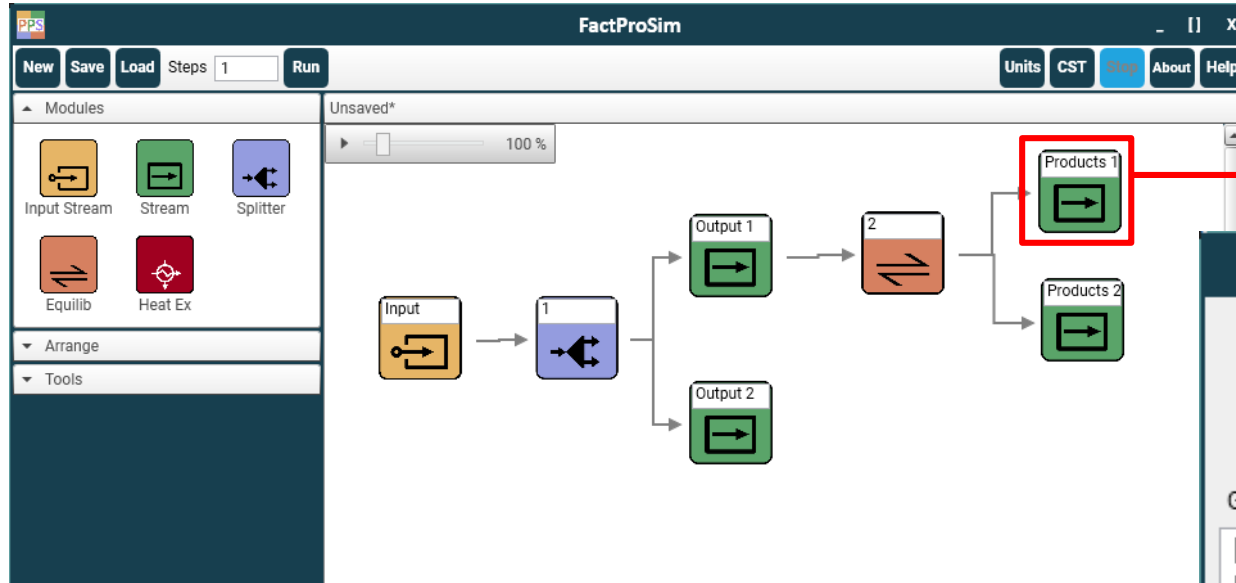 PPS FactProSim _ [] X
New Save Load Steps 1 Run Units CST Stop About Help
Modules
Unsaved*
100 %
Input Stream Stream Splitter
Equilib Heat Ex
Arrange
Tools
Products 1
Output 1
2
Products 2
Input
1
Output 2